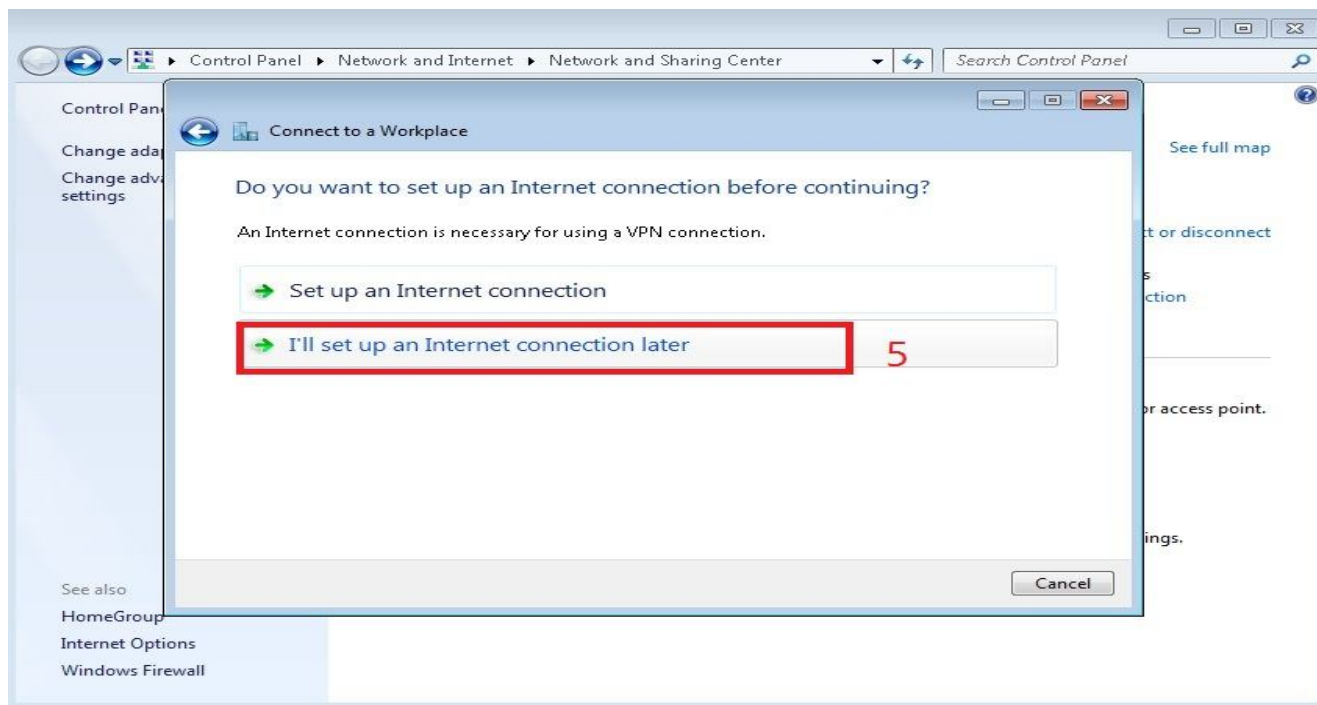 Control Panel ▸ Network and Internet ▸ Network and Sharing Center
Search Control Panel
Control Pan
Change ada
Change adv
settings
See full map
t or disconnect
s
ction
or access point.
ings.
See also
HomeGroup
Internet Options
Windows Firewall
Connect to a Workplace
Do you want to set up an Internet connection before continuing?
An Internet connection is necessary for using a VPN connection.
Set up an Internet connection
I'll set up an Internet connection later
5
Cancel